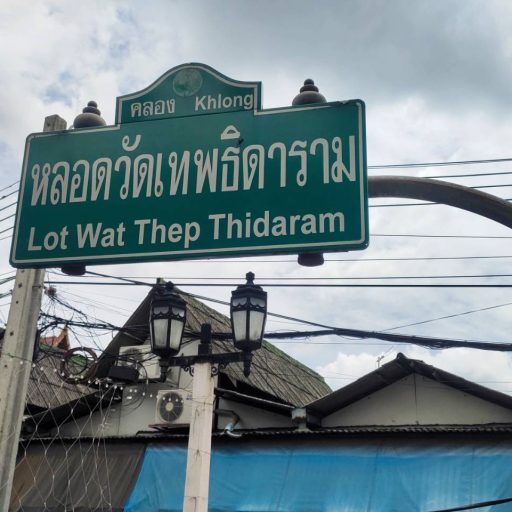 คลอง Khlong
หลอดวัดเทพธิดาราม
Lot Wat Thep Thidaram